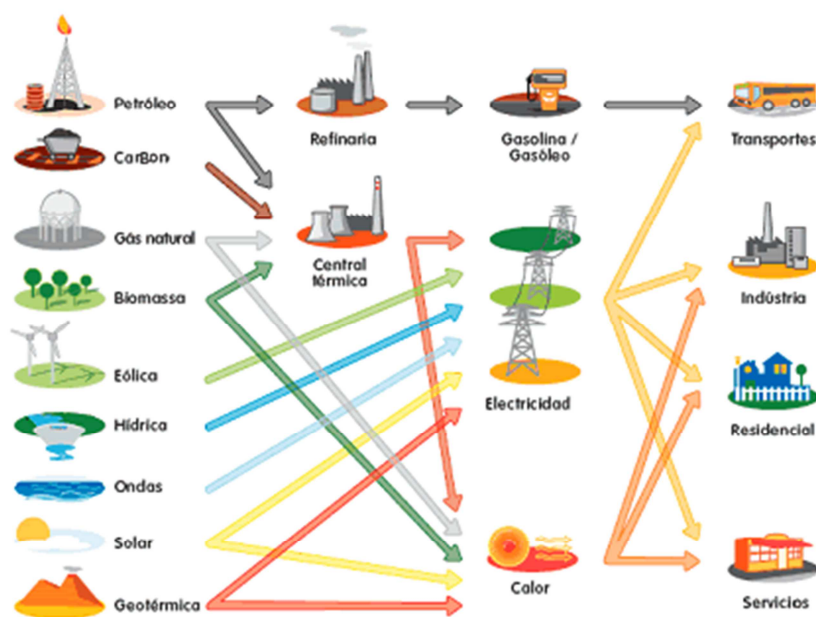 Petróleo
Refinaria
Gasolina /
Gasóleo
Transportes
CarBon
Gás natural
Central
térmica
Indústria
Biomassa
Eólica
Electricidad
Hídrica
Residencial
Ondas
Solar
Calor
Servicios
Geotérmica